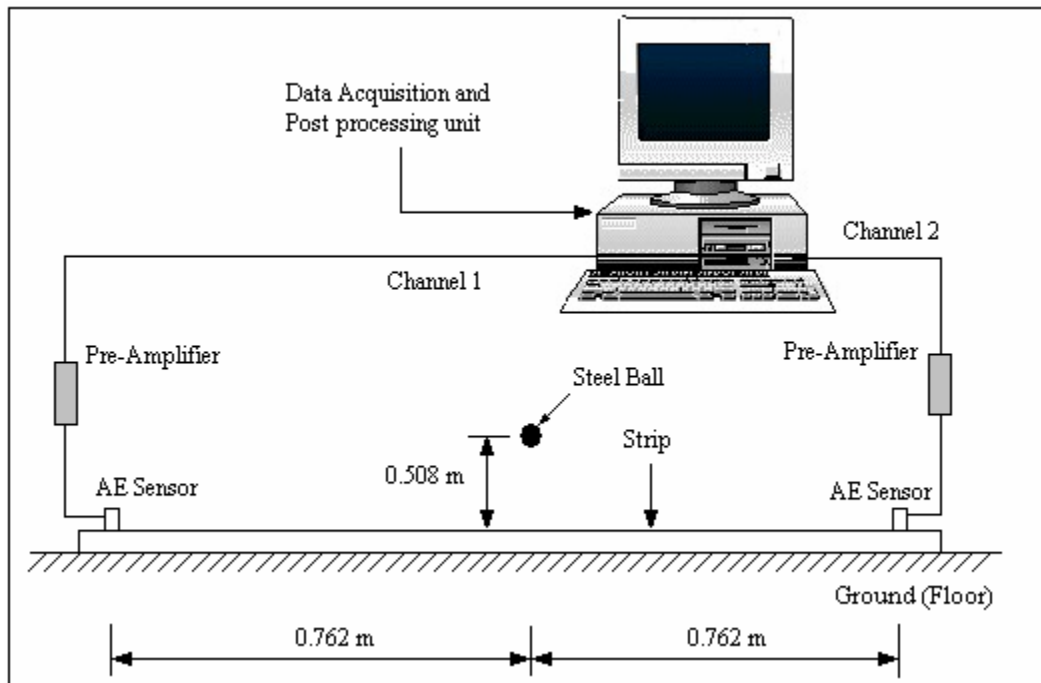 Data Acquisition and
Post processing unit
Channel 2
Channel 1
Pre-Amplifier
Pre-Amplifier
Steel Ball
Strip
0.508 m
AE Sensor
AE Sensor
Ground (Floor)
0.762 m
0.762 m